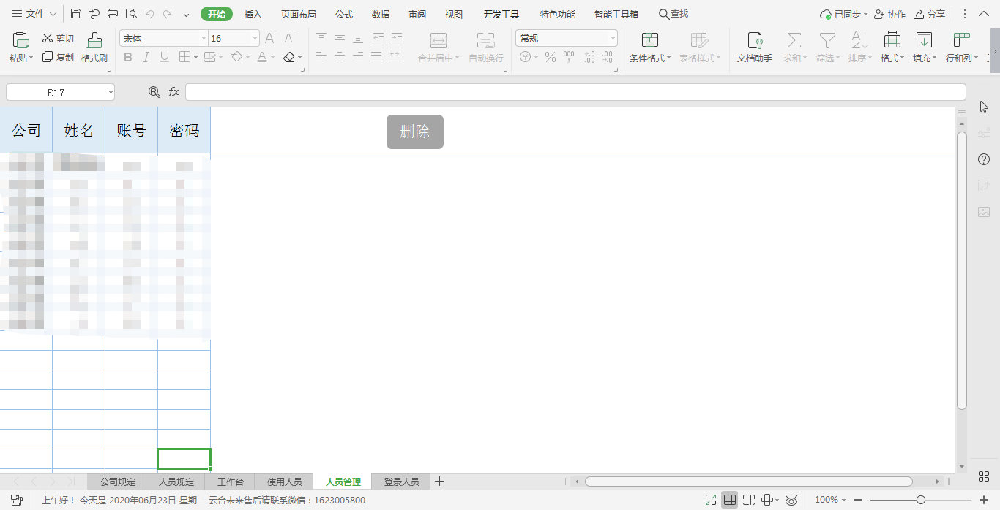 文件 开始 插入 页面布局 公式 数据 审阅 视图 开发工具 特色功能 智能工具箱 查找 已同步 协作 分享
粘贴 剪切 复制 格式刷 宋体 16 A+ A- B I U A 合并居中 自动换行 常规 % 000 条件格式 表格样式 文档助手 求和 筛选 排序 格式 填充 行和列
E17 fx
公司 姓名 账号 密码 删除
公司规定 人员规定 工作台 使用人员 人员管理 登录人员
上午好！ 今天是 2020年06月23日 星期二 云合未来售后请联系微信：1623005800 100%